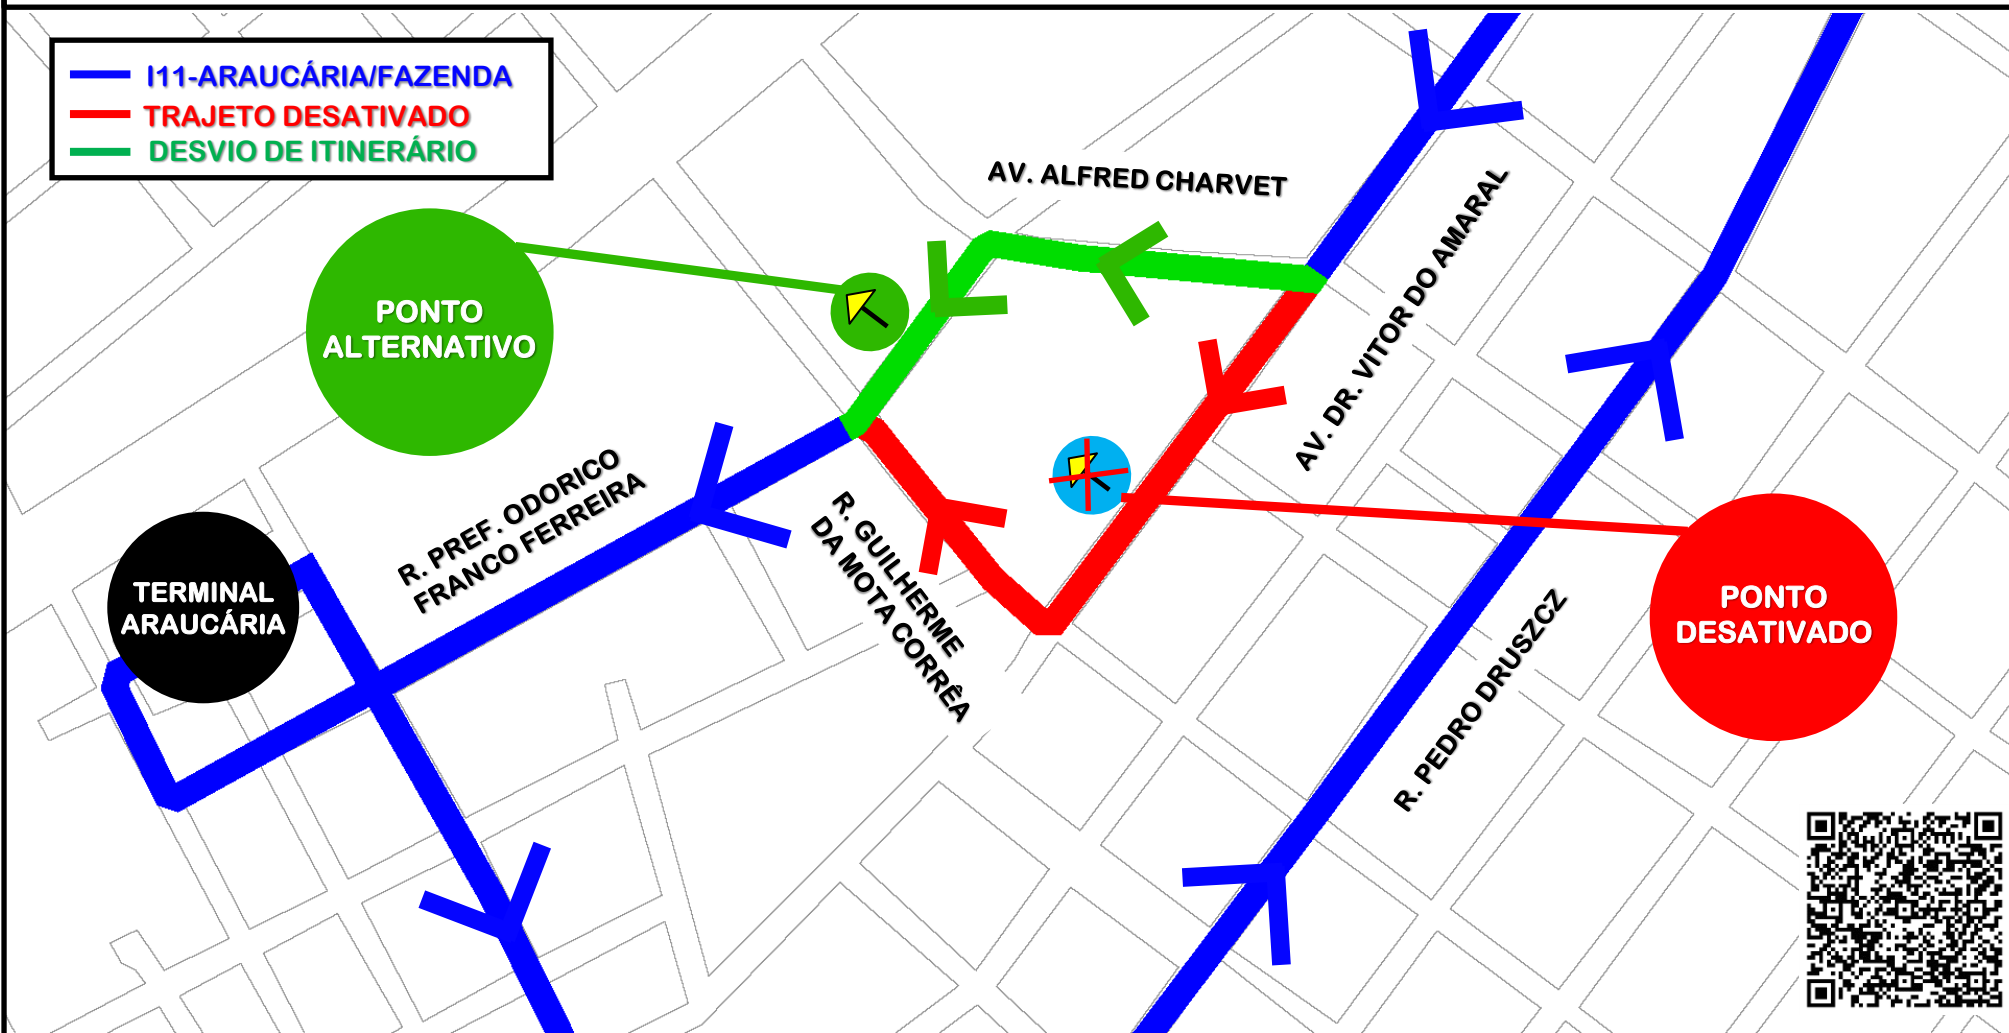 I11-ARAUCÁRIA/FAZENDA
TRAJETO DESATIVADO
DESVIO DE ITINERÁRIO
AV. ALFRED CHARVET
AV. DR. VITOR DO AMARAL
PONTO
ALTERNATIVO
R. PREF. ODORICO
FRANCO FERREIRA
R. GUILHERME
DA MOTA CORRÊA
TERMINAL
ARAUCÁRIA
R. PEDRO DRUSZCZ
PONTO
DESATIVADO